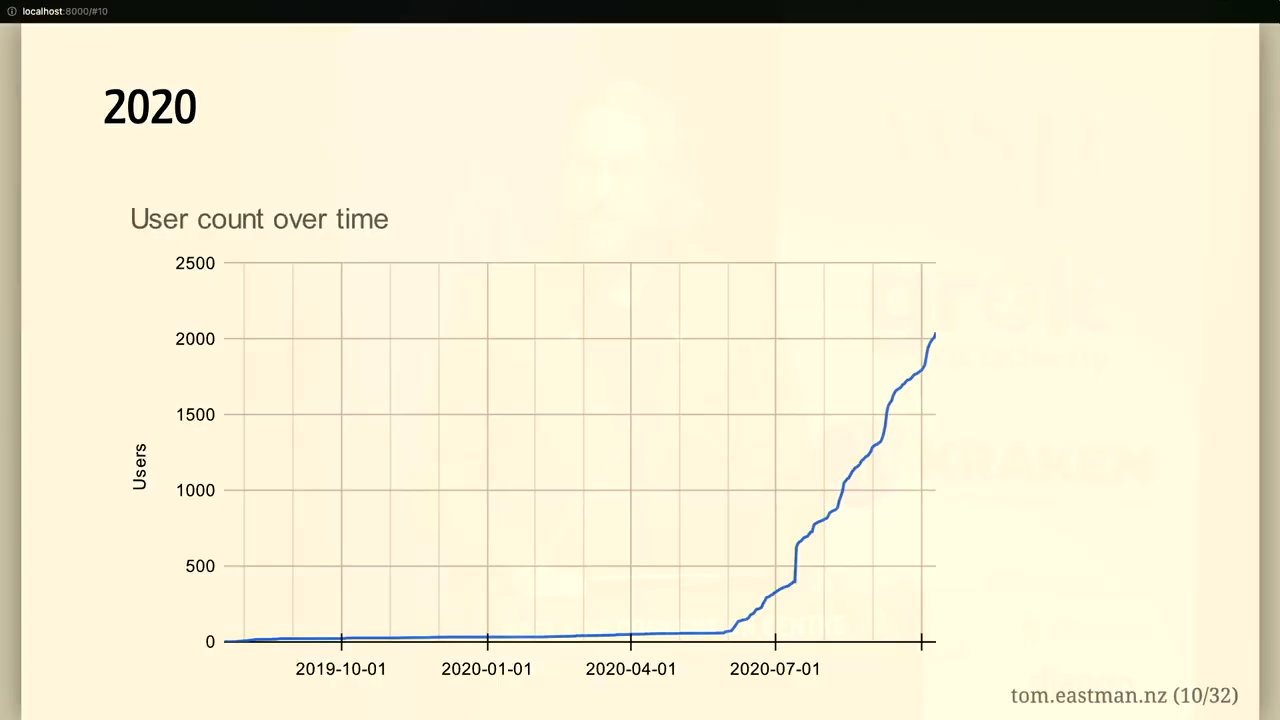 localhost:8000/#10
2020
User count over time
2500
2000
1500
1000
500
0
Users
2019-10-01
2020-01-01
2020-04-01
2020-07-01
tom.eastman.nz (10/32)